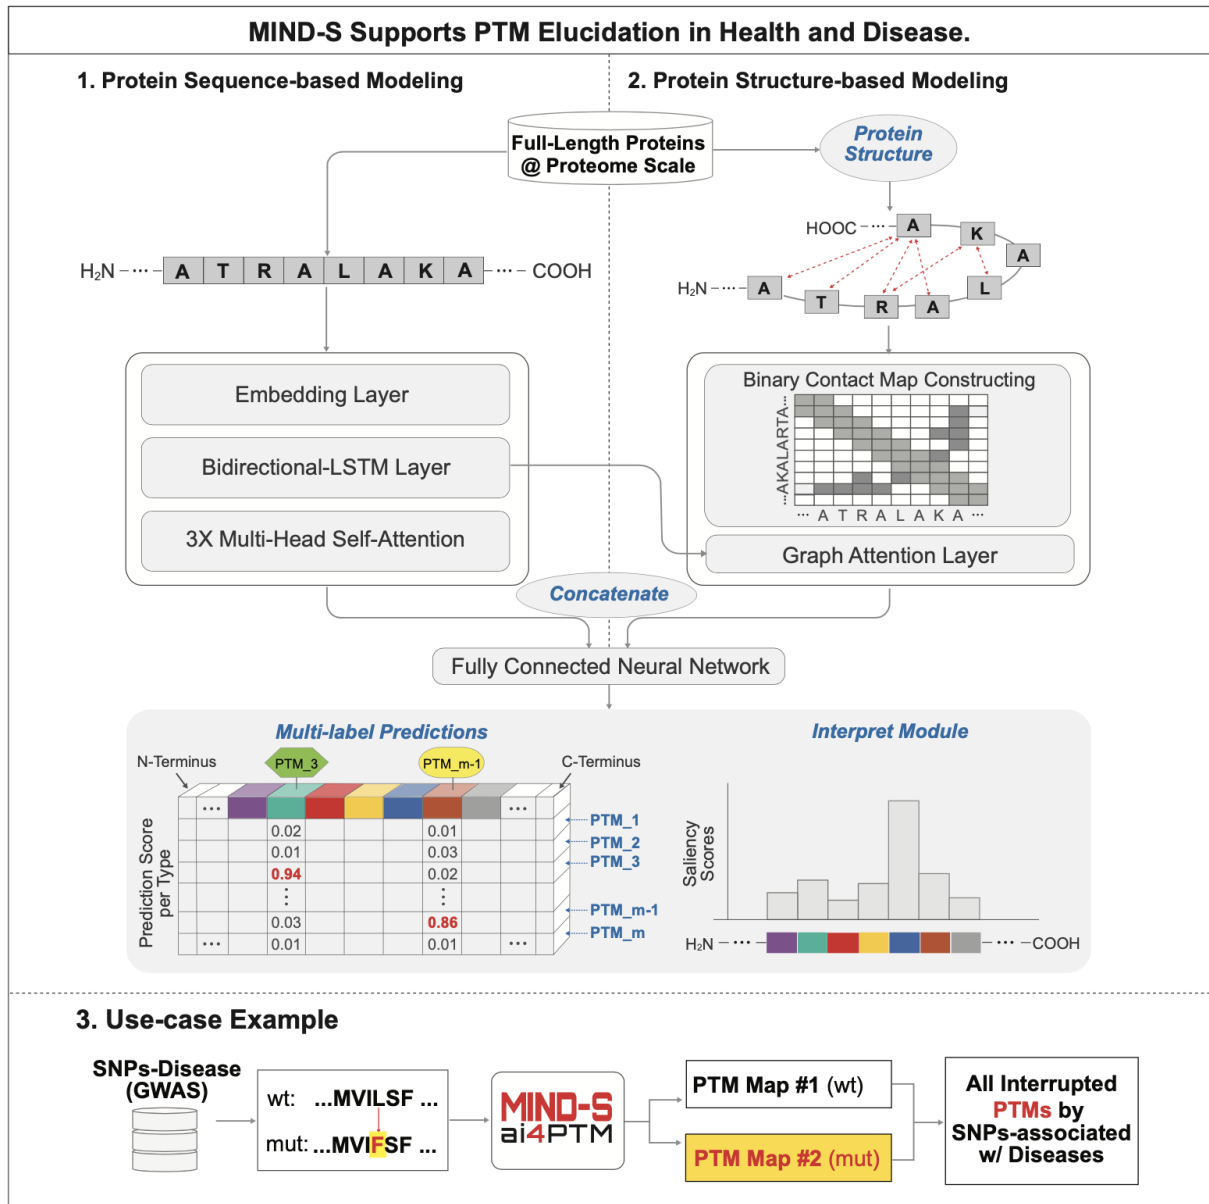 MIND-S Supports PTM Elucidation in Health and Disease.
1. Protein Sequence-based Modeling
2. Protein Structure-based Modeling
Full-Length Proteins
@ Proteome Scale
Protein
Structure
H₂N – ··· – A T R A L A K A – ··· – COOH
HOOC – ··· – A
K
A
L
A
R
T
H₂N – ··· – A
Embedding Layer
Bidirectional-LSTM Layer
3X Multi-Head Self-Attention
Binary Contact Map Constructing
...AKALARTA...
··· A T R A L A K A ···
Graph Attention Layer
Concatenate
Fully Connected Neural Network
Multi-label Predictions
N-Terminus
PTM_3
PTM_m-1
C-Terminus
Prediction Score
per Type
··· ···
0.02 0.01
0.01 0.03
0.94 0.02
⋮ ⋮
0.03 0.86
··· 0.01 0.01 ···
PTM_1
PTM_2
PTM_3
PTM_m-1
PTM_m
Interpret Module
Saliency
Scores
H₂N – ··· – – ··· – COOH
3. Use-case Example
SNPs-Disease
(GWAS)
wt: ...MVILSF ...
mut: ...MVIFSF ...
MIND-S
ai4PTM
PTM Map #1 (wt)
PTM Map #2 (mut)
All Interrupted
PTMs by
SNPs-associated
w/ Diseases